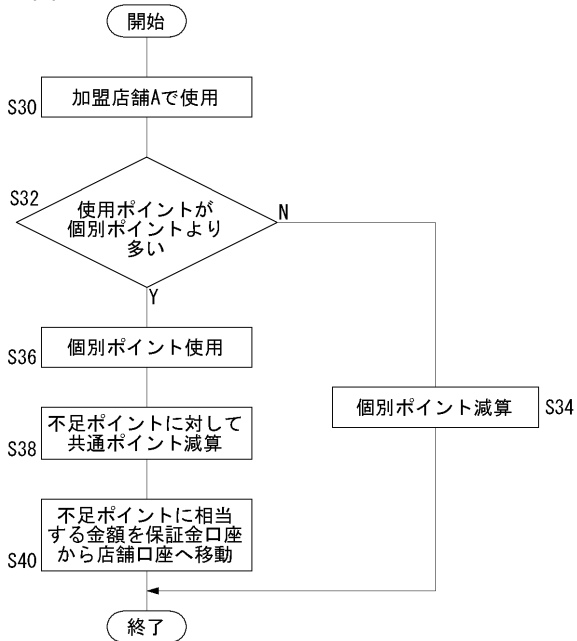 開始
S30
加盟店舗Aで使用
S32
使用ポイントが
個別ポイントより
多い
N
Y
S36
個別ポイント使用
個別ポイント減算
S34
S38
不足ポイントに対して
共通ポイント減算
S40
不足ポイントに相当
する金額を保証金口座
から店舗口座へ移動
終了